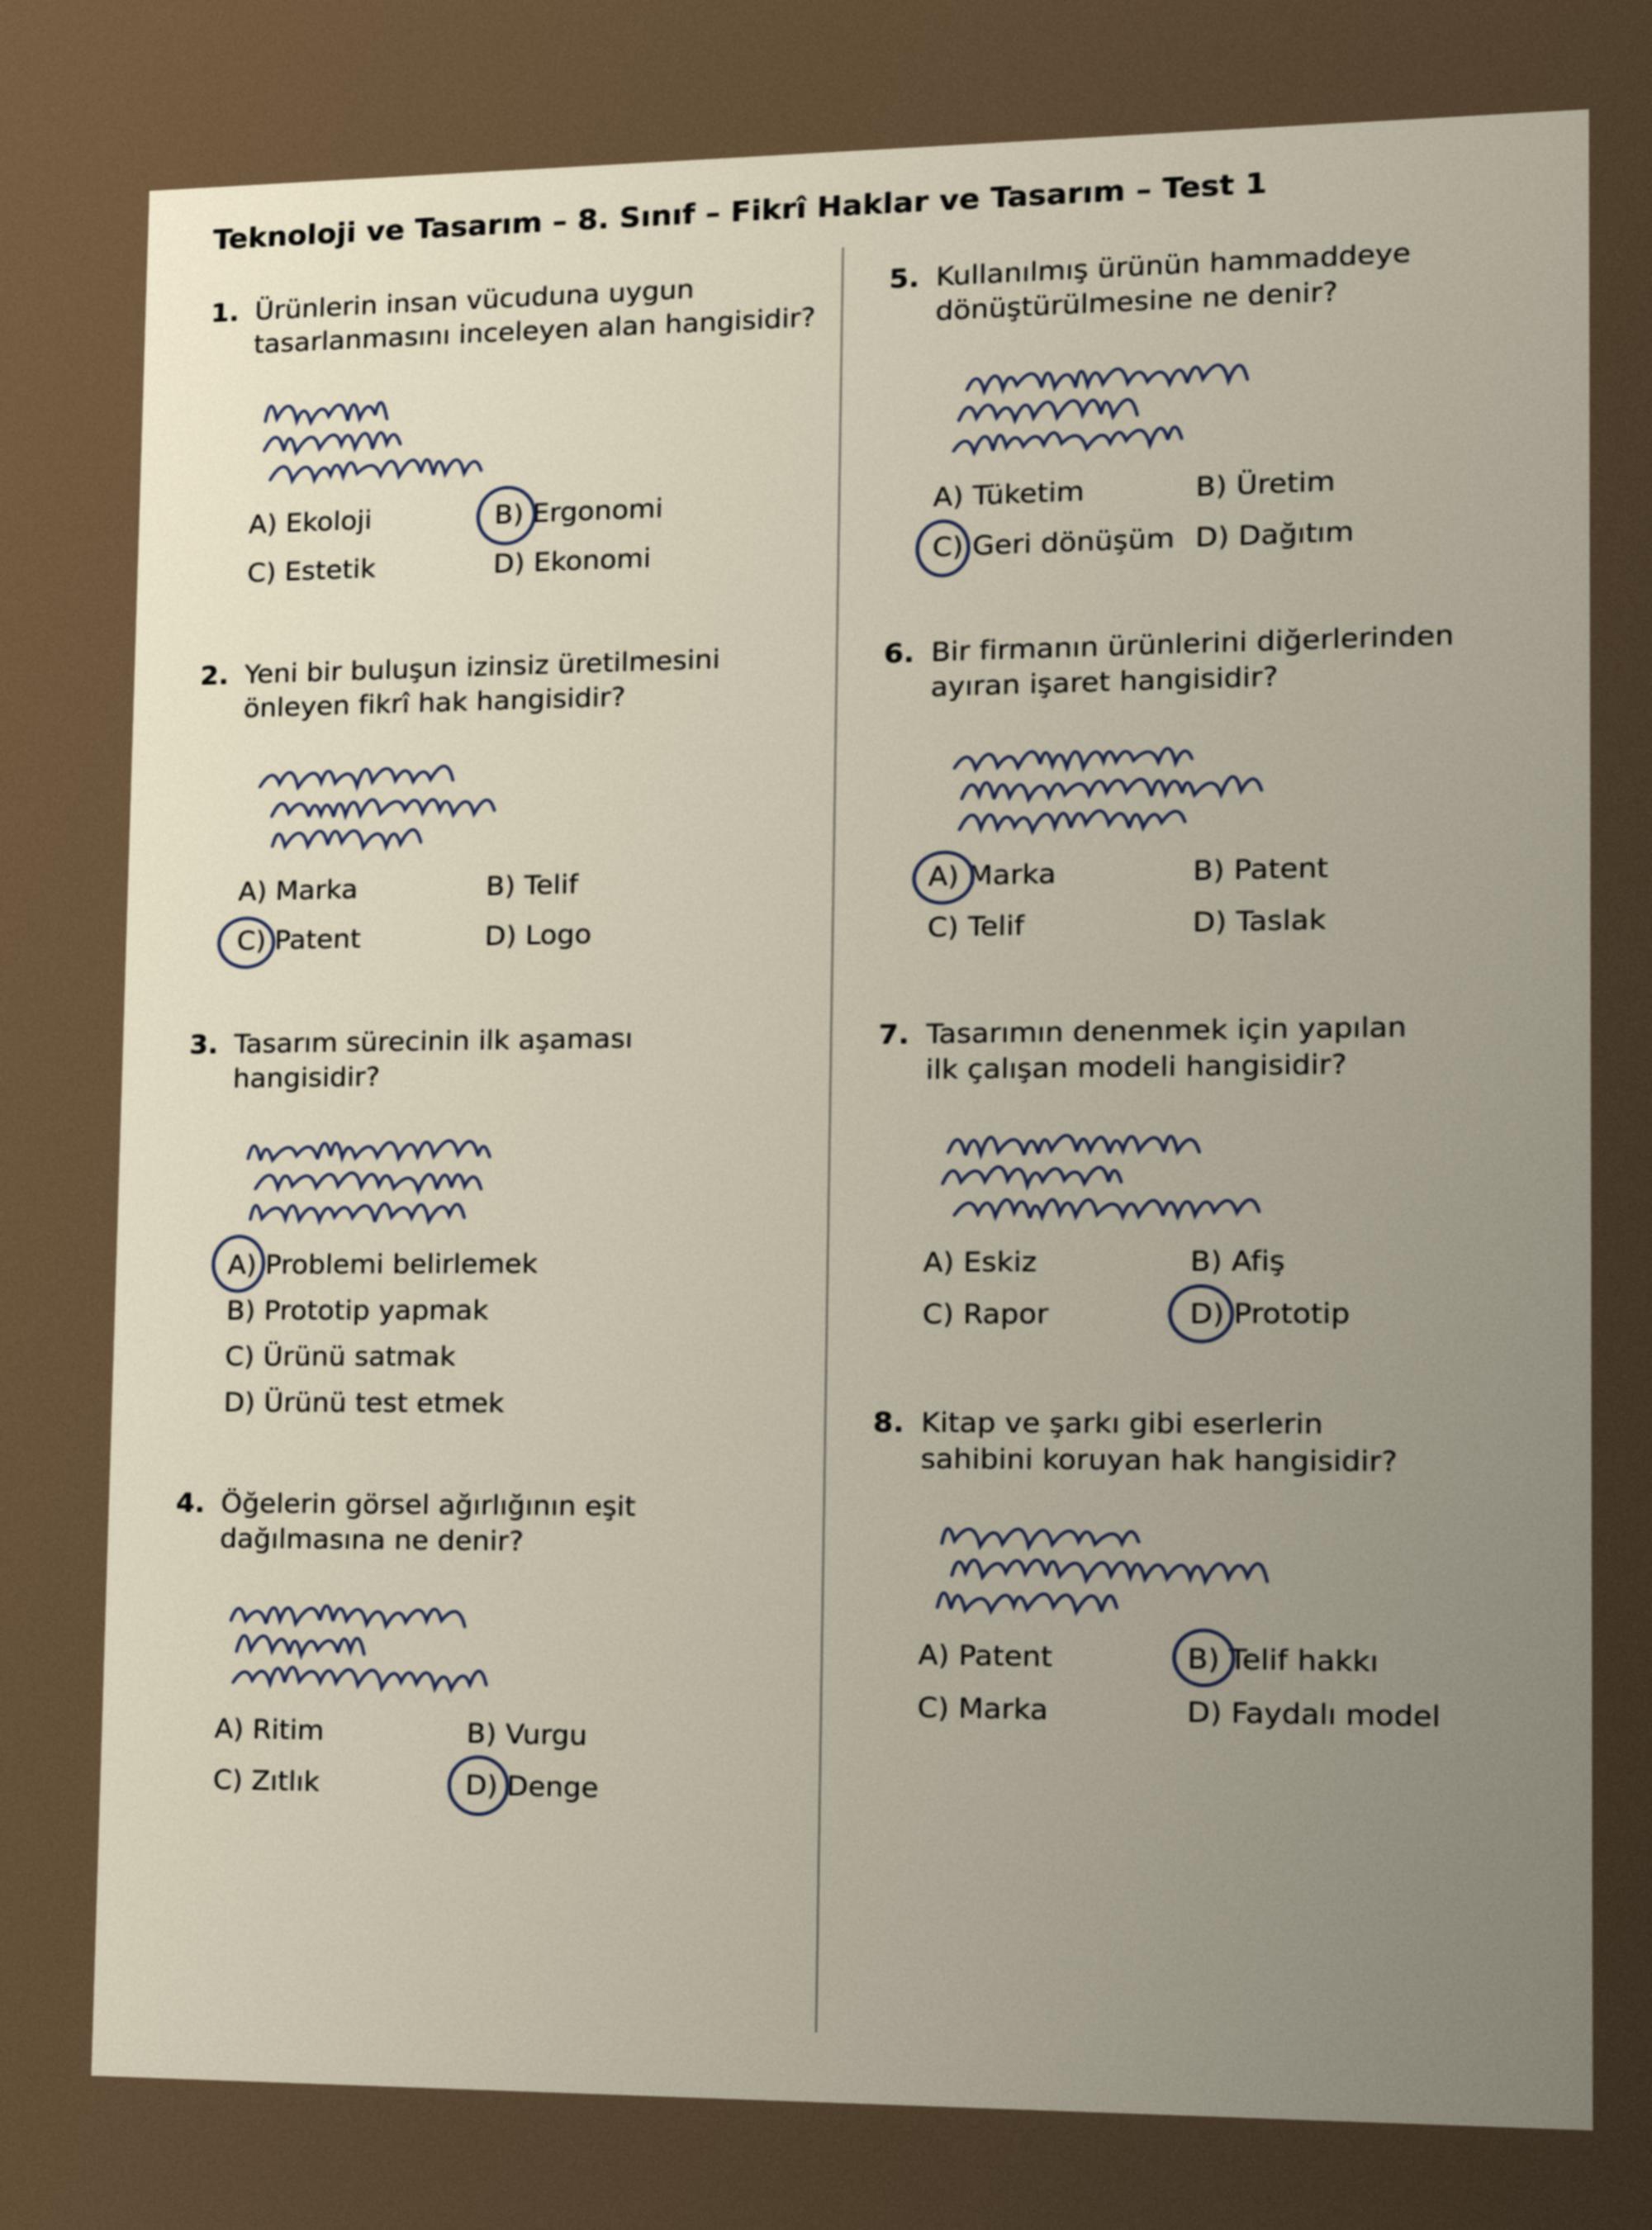 Teknoloji ve Tasarım – 8. Sınıf – Fikrî Haklar ve Tasarım – Test 1
1. Ürünlerin insan vücuduna uygun
tasarlanmasını inceleyen alan hangisidir?
A) Ekoloji B) Ergonomi
C) Estetik D) Ekonomi
2. Yeni bir buluşun izinsiz üretilmesini
önleyen fikrî hak hangisidir?
A) Marka B) Telif
C) Patent D) Logo
3. Tasarım sürecinin ilk aşaması
hangisidir?
A) Problemi belirlemek
B) Prototip yapmak
C) Ürünü satmak
D) Ürünü test etmek
4. Öğelerin görsel ağırlığının eşit
dağılmasına ne denir?
A) Ritim B) Vurgu
C) Zıtlık D) Denge
5. Kullanılmış ürünün hammaddeye
dönüştürülmesine ne denir?
A) Tüketim B) Üretim
C) Geri dönüşüm D) Dağıtım
6. Bir firmanın ürünlerini diğerlerinden
ayıran işaret hangisidir?
A) Marka B) Patent
C) Telif D) Taslak
7. Tasarımın denenmek için yapılan
ilk çalışan modeli hangisidir?
A) Eskiz B) Afiş
C) Rapor D) Prototip
8. Kitap ve şarkı gibi eserlerin
sahibini koruyan hak hangisidir?
A) Patent B) Telif hakkı
C) Marka D) Faydalı model